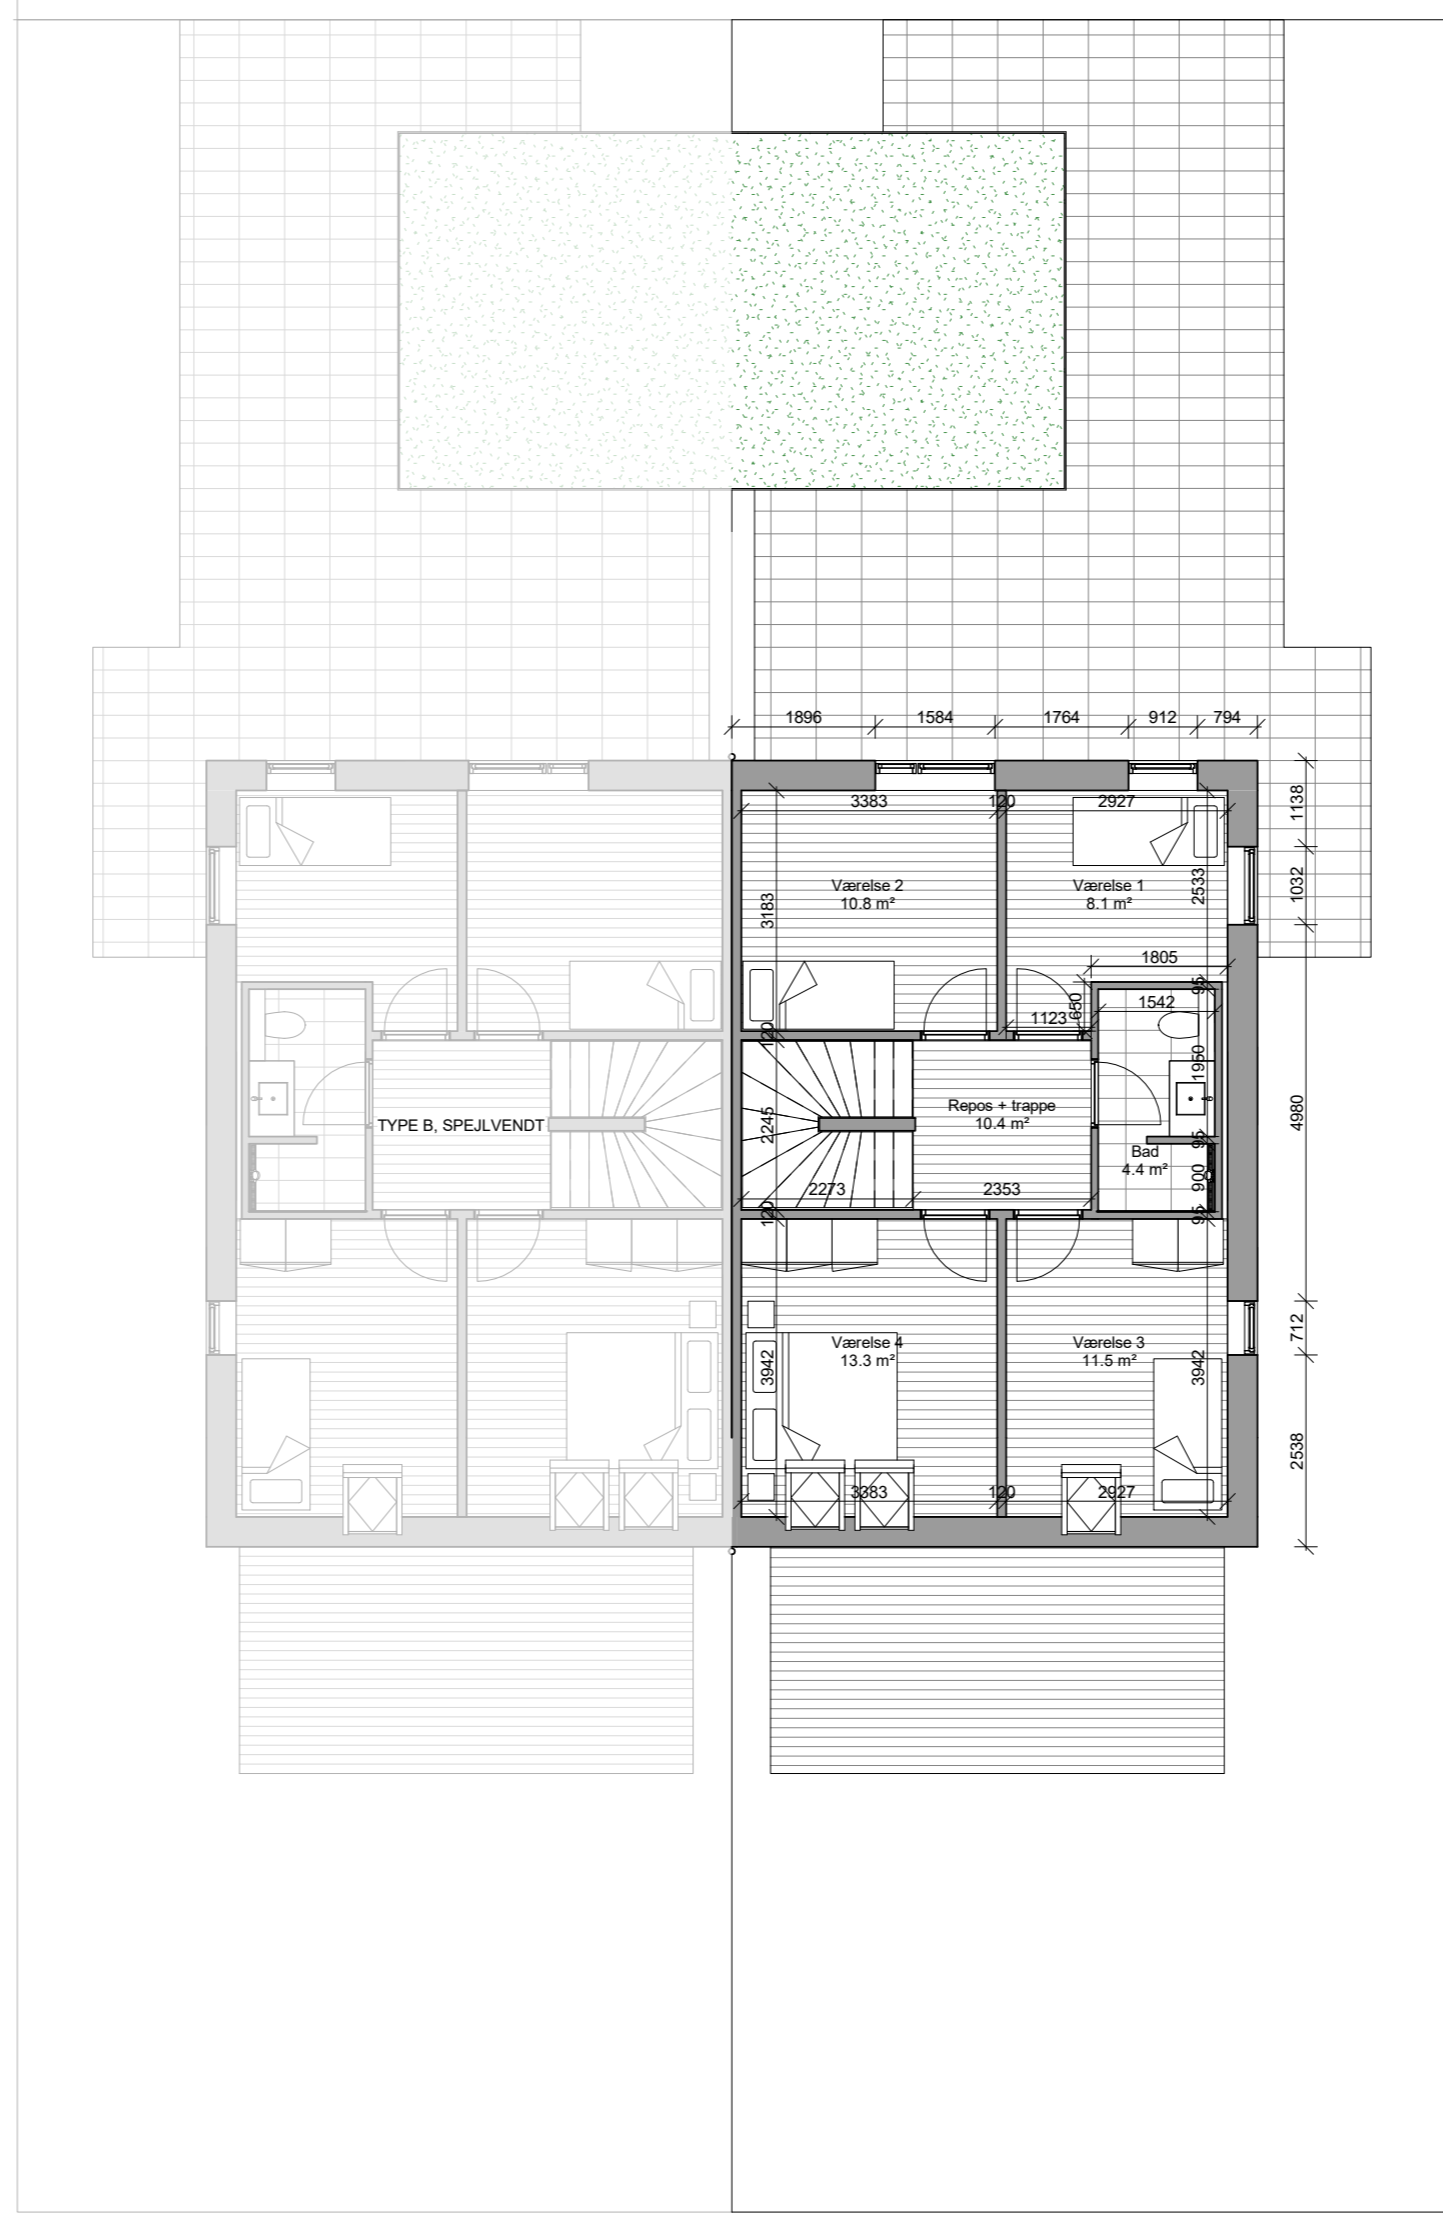 1896 1584 1764 912 794
3383 120 2927
1138
Værelse 2
10.8 m²
Værelse 1
8.1 m²
2533
1032
3183
1805
95
1542
650
1123
120
1950
Repos + trappe
10.4 m²
4980
TYPE B, SPEJLVENDT
2245
95
Bad
4.4 m²
900
2273 2353
120
95
712
Værelse 4
13.3 m²
Værelse 3
11.5 m²
3942
3942
2538
3383 120 2927